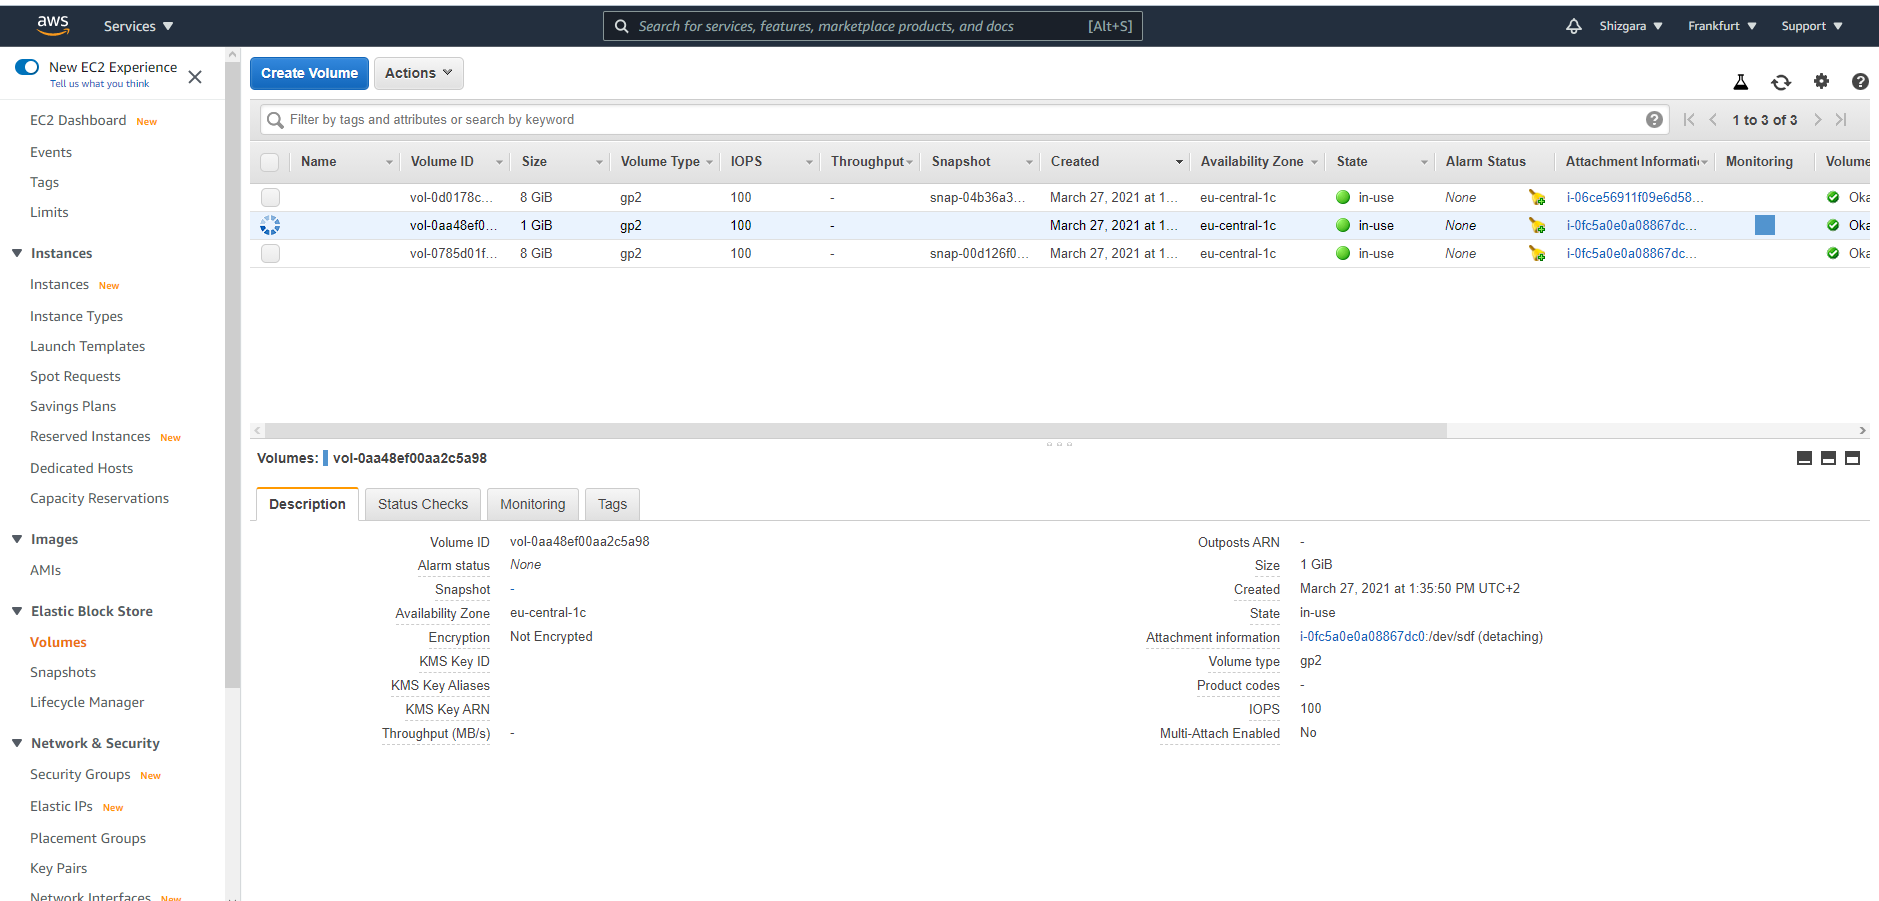 aws Services Search for services, features, marketplace products, and docs [Alt+S] Shizgara Frankfurt Support
New EC2 Experience
Tell us what you think
EC2 Dashboard New
Events
Tags
Limits
Instances
Instances New
Instance Types
Launch Templates
Spot Requests
Savings Plans
Reserved Instances New
Dedicated Hosts
Capacity Reservations
Images
AMIs
Elastic Block Store
Volumes
Snapshots
Lifecycle Manager
Network & Security
Security Groups New
Elastic IPs New
Placement Groups
Key Pairs
Network Interfaces New
Create Volume Actions
Filter by tags and attributes or search by keyword 1 to 3 of 3
Name Volume ID Size Volume Type IOPS Throughput Snapshot Created Availability Zone State Alarm Status Attachment Informati Monitoring Volume
vol-0d0178c... 8 GiB gp2 100 - snap-04b36a3... March 27, 2021 at 1... eu-central-1c in-use None i-06ce56911f09e6d58... Oka
vol-0aa48ef0... 1 GiB gp2 100 - March 27, 2021 at 1... eu-central-1c in-use None i-0fc5a0e0a08867dc... Oka
vol-0785d01f... 8 GiB gp2 100 - snap-00d126f0... March 27, 2021 at 1... eu-central-1c in-use None i-0fc5a0e0a08867dc... Oka
Volumes: vol-0aa48ef00aa2c5a98
Description Status Checks Monitoring Tags
Volume ID vol-0aa48ef00aa2c5a98
Alarm status None
Snapshot -
Availability Zone eu-central-1c
Encryption Not Encrypted
KMS Key ID
KMS Key Aliases
KMS Key ARN
Throughput (MB/s) -
Outposts ARN -
Size 1 GiB
Created March 27, 2021 at 1:35:50 PM UTC+2
State in-use
Attachment information i-0fc5a0e0a08867dc0:/dev/sdf (detaching)
Volume type gp2
Product codes -
IOPS 100
Multi-Attach Enabled No